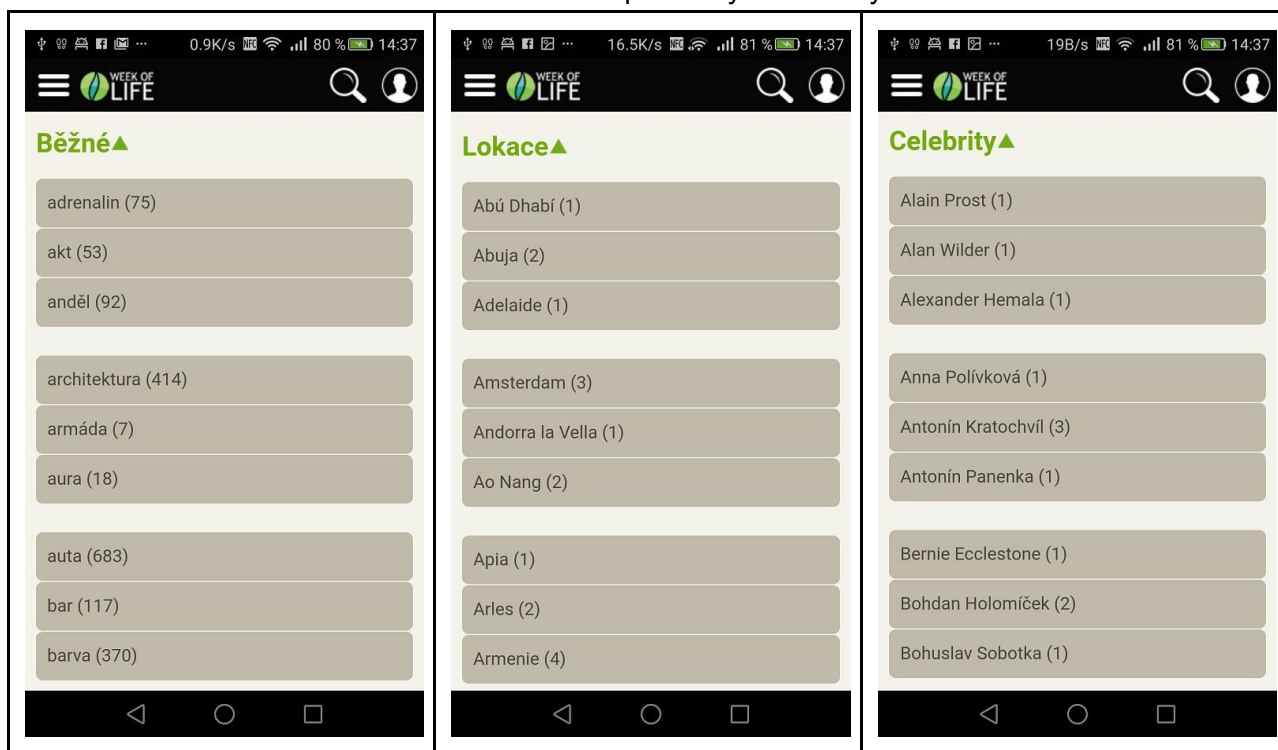 0.9K/s NFC 80 % 14:37
WEEK OF
LIFE
Běžné
adrenalin (75)
akt (53)
anděl (92)
architektura (414)
armáda (7)
aura (18)
auta (683)
bar (117)
barva (370)
16.5K/s NFC 81 % 14:37
WEEK OF
LIFE
Lokace
Abú Dhabí (1)
Abuja (2)
Adelaide (1)
Amsterdam (3)
Andorra la Vella (1)
Ao Nang (2)
Apia (1)
Arles (2)
Armenie (4)
19B/s NFC 81 % 14:37
WEEK OF
LIFE
Celebrity
Alain Prost (1)
Alan Wilder (1)
Alexander Hemala (1)
Anna Polívková (1)
Antonín Kratochvíl (3)
Antonín Panenka (1)
Bernie Ecclestone (1)
Bohdan Holomíček (2)
Bohuslav Sobotka (1)